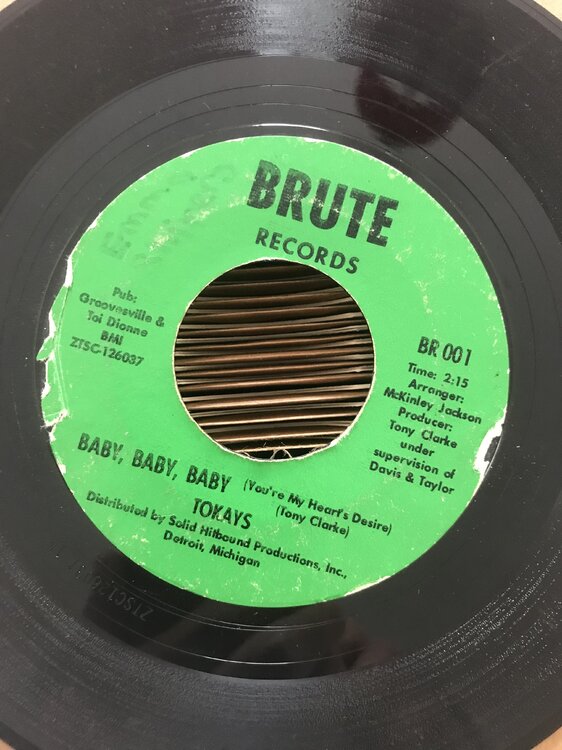 BRUTE
RECORDS
Pub:
Groovesville &
Toi Dionne
BMI
ZTSC-126037
BR 001
Time: 2:15
Arranger:
McKinley Jackson
Producer:
Tony Clarke
under
supervision of
Davis & Taylor
BABY, BABY, BABY (You're My Heart's Desire)
(Tony Clarke)
TOKAYS
Distributed by Solid Hitbound Productions, Inc.,
Detroit, Michigan